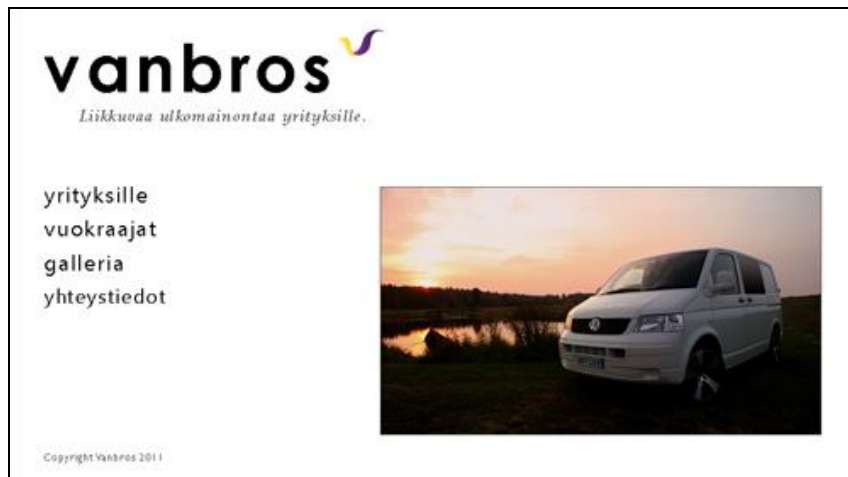 vanbros
Liikkuvaa ulkomainontaa yrityksille.
yrityksille
vuokraajat
galleria
yhteystiedot
Copyright Vanbros 2011